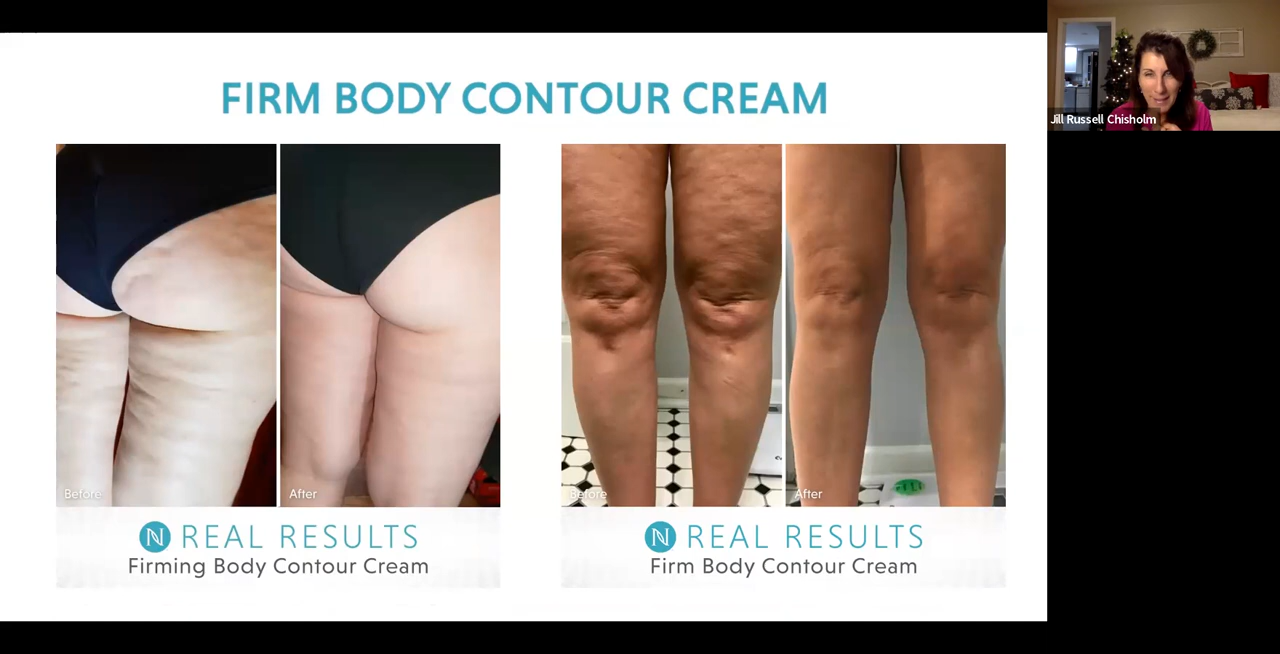 FIRM BODY CONTOUR CREAM
Jill Russell Chisholm
Before
After
Before
After
N REAL RESULTS
Firming Body Contour Cream
N REAL RESULTS
Firm Body Contour Cream